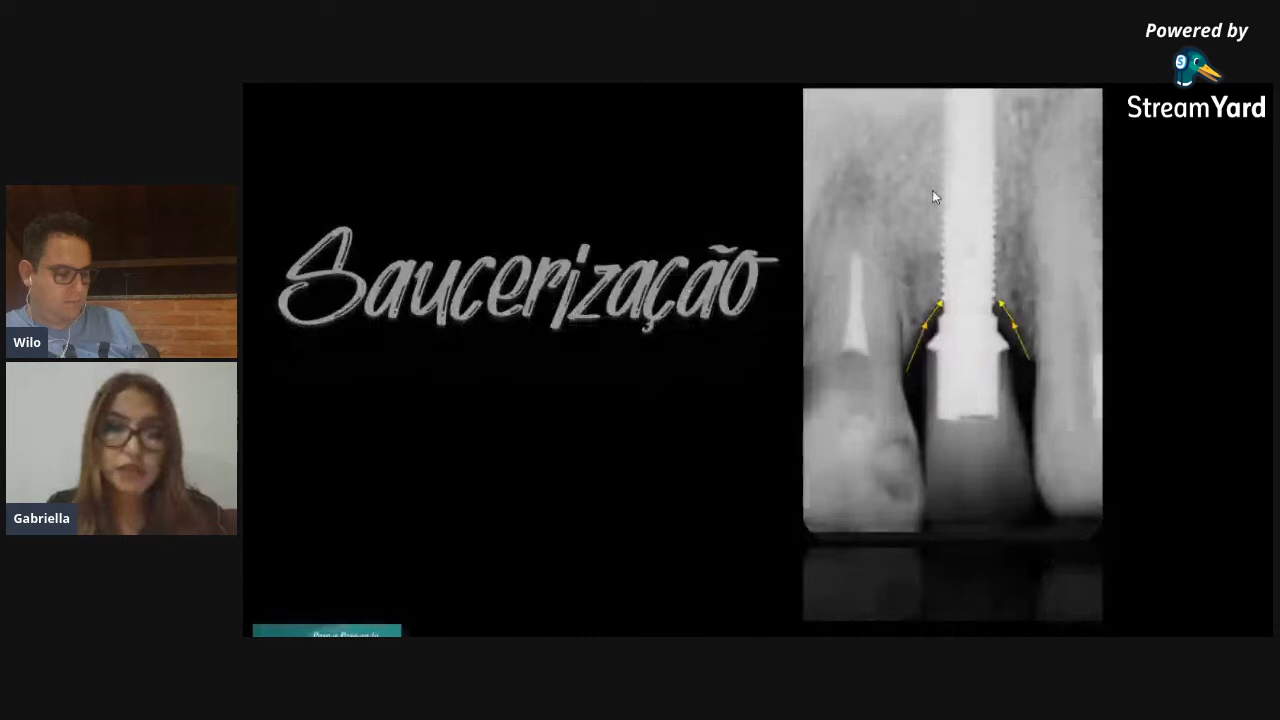 Powered by
StreamYard
Saucerização
Wilo
Gabriella